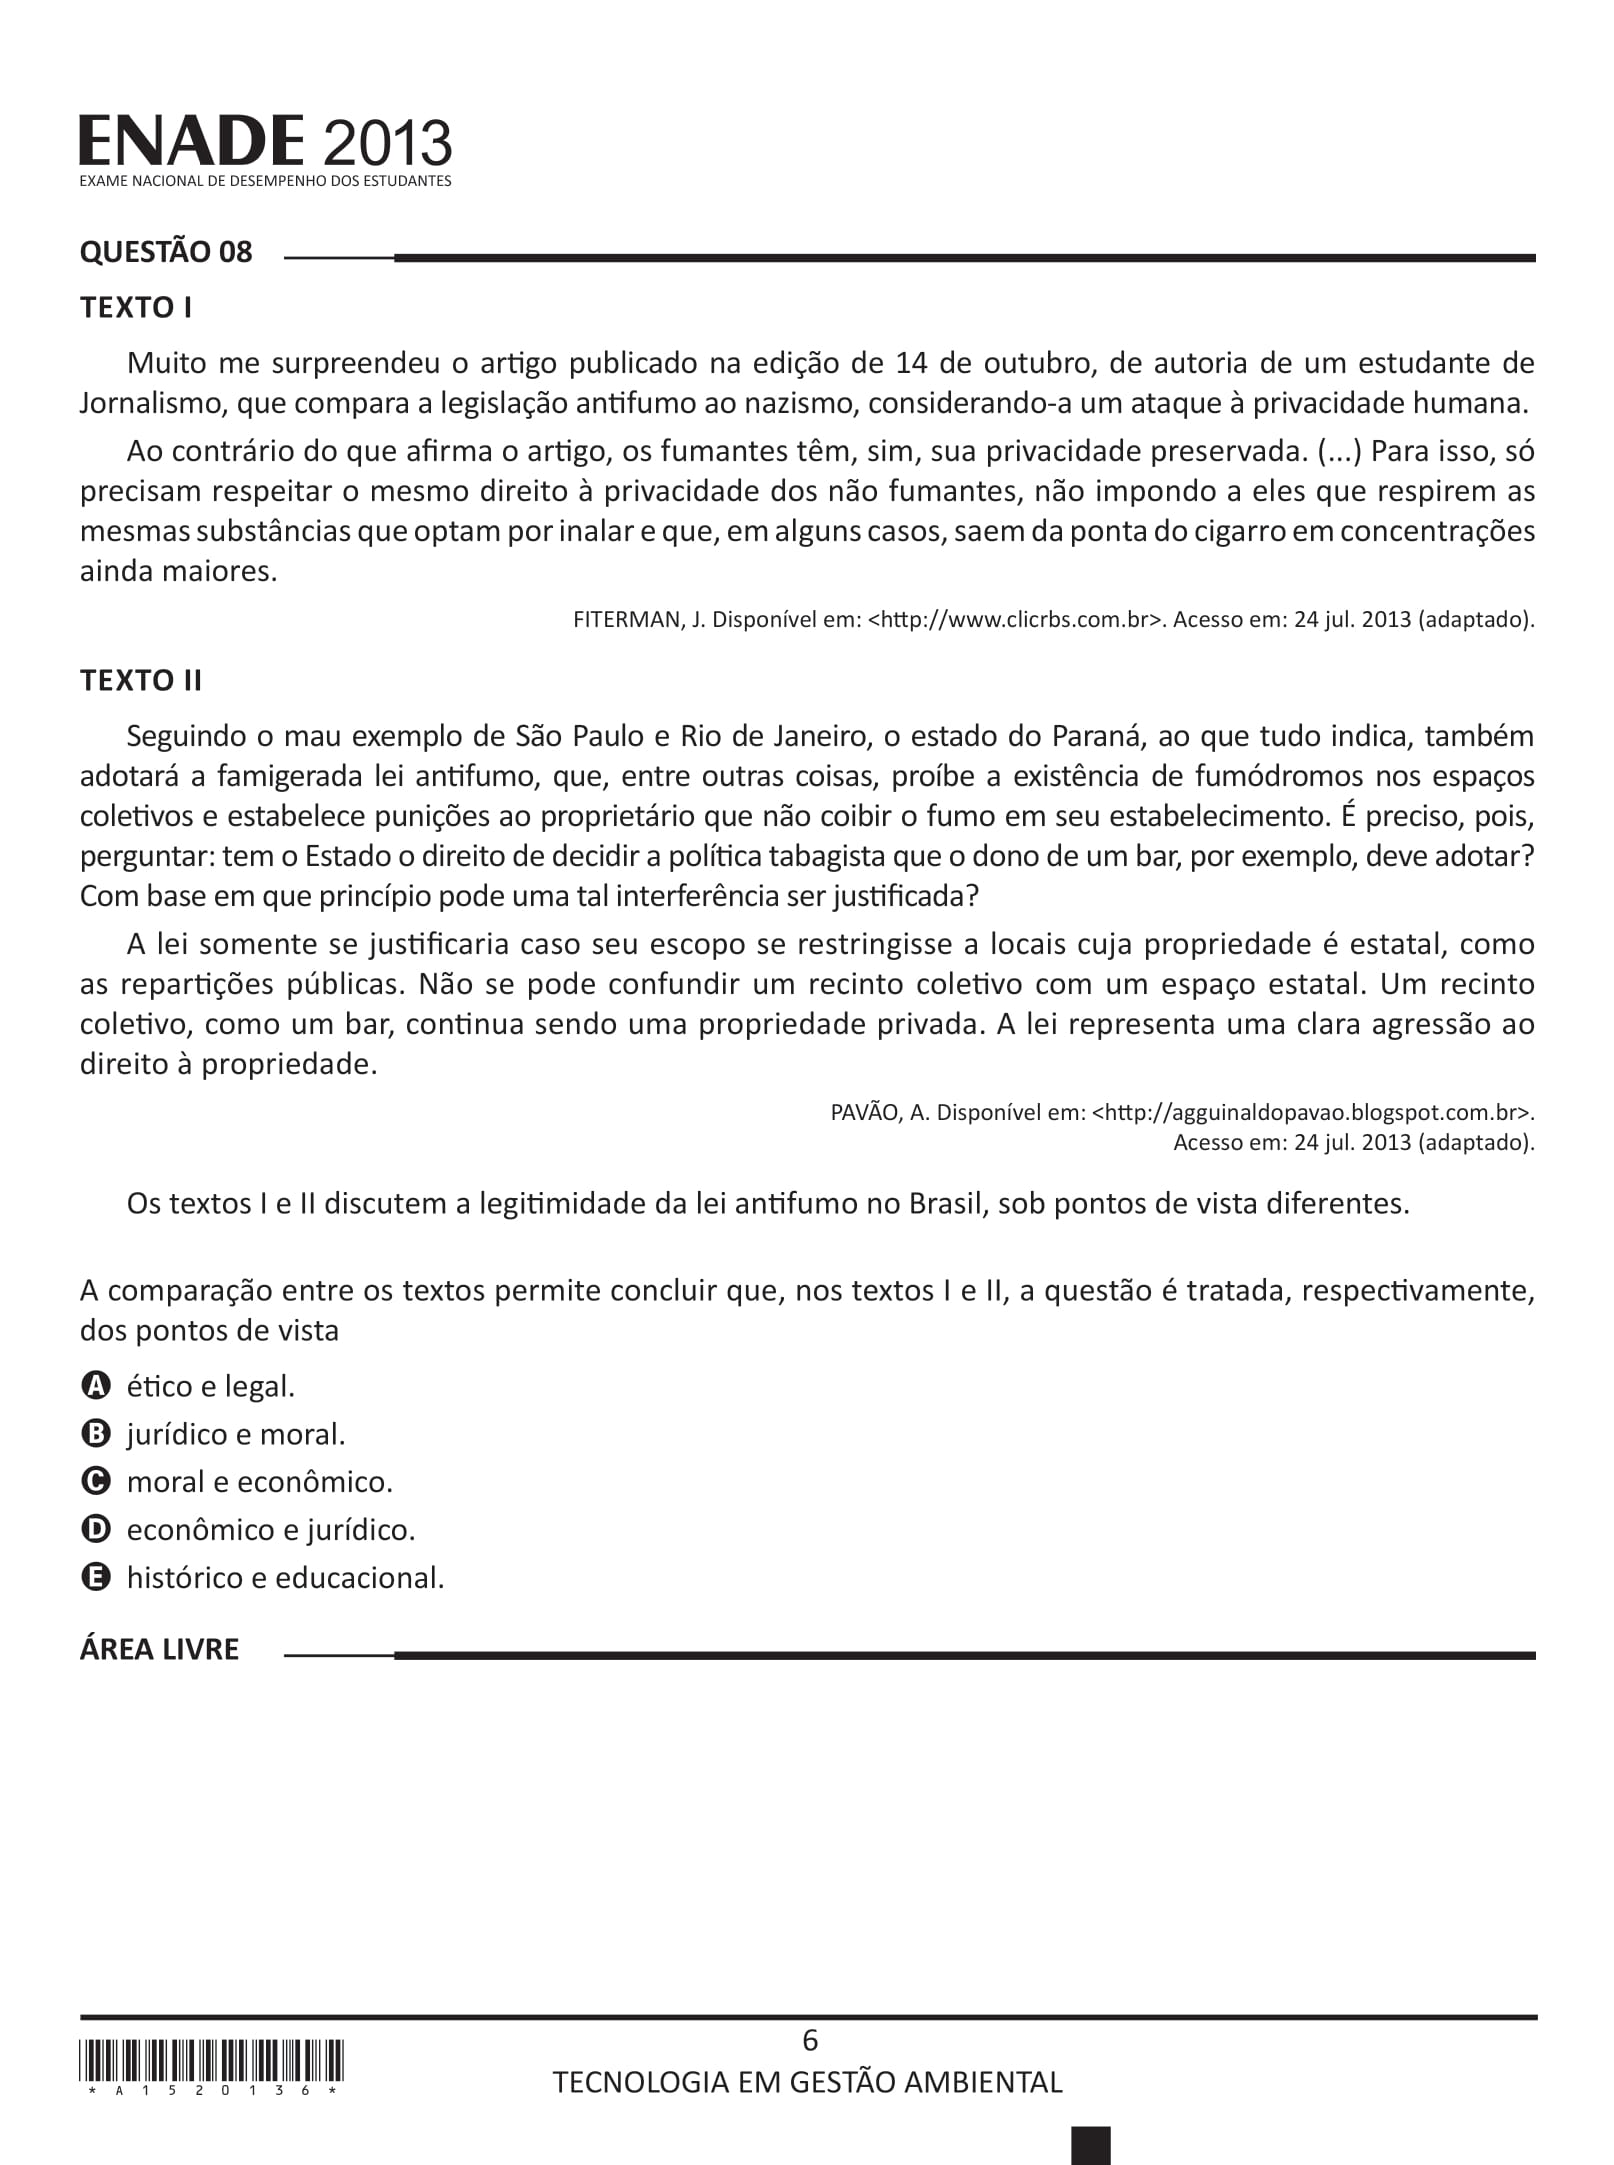 ENADE 2013
EXAME NACIONAL DE DESEMPENHO DOS ESTUDANTES
QUESTÃO 08
TEXTO I
Muito me surpreendeu o artigo publicado na edição de 14 de outubro, de autoria de um estudante de
Jornalismo, que compara a legislação antifumo ao nazismo, considerando-a um ataque à privacidade humana.
Ao contrário do que afirma o artigo, os fumantes têm, sim, sua privacidade preservada. (...) Para isso, só
precisam respeitar o mesmo direito à privacidade dos não fumantes, não impondo a eles que respirem as
mesmas substâncias que optam por inalar e que, em alguns casos, saem da ponta do cigarro em concentrações
ainda maiores.
FITERMAN, J. Disponível em: <http://www.clicrbs.com.br>. Acesso em: 24 jul. 2013 (adaptado).
TEXTO II
Seguindo o mau exemplo de São Paulo e Rio de Janeiro, o estado do Paraná, ao que tudo indica, também
adotará a famigerada lei antifumo, que, entre outras coisas, proíbe a existência de fumódromos nos espaços
coletivos e estabelece punições ao proprietário que não coibir o fumo em seu estabelecimento. É preciso, pois,
perguntar: tem o Estado o direito de decidir a política tabagista que o dono de um bar, por exemplo, deve adotar?
Com base em que princípio pode uma tal interferência ser justificada?
A lei somente se justificaria caso seu escopo se restringisse a locais cuja propriedade é estatal, como
as repartições públicas. Não se pode confundir um recinto coletivo com um espaço estatal. Um recinto
coletivo, como um bar, continua sendo uma propriedade privada. A lei representa uma clara agressão ao
direito à propriedade.
PAVÃO, A. Disponível em: <http://agguinaldopavao.blogspot.com.br>.
Acesso em: 24 jul. 2013 (adaptado).
Os textos I e II discutem a legitimidade da lei antifumo no Brasil, sob pontos de vista diferentes.
A comparação entre os textos permite concluir que, nos textos I e II, a questão é tratada, respectivamente,
dos pontos de vista
A ético e legal.
B jurídico e moral.
C moral e econômico.
D econômico e jurídico.
E histórico e educacional.
ÁREA LIVRE
6
TECNOLOGIA EM GESTÃO AMBIENTAL
* A 1 5 2 0 1 3 6 *